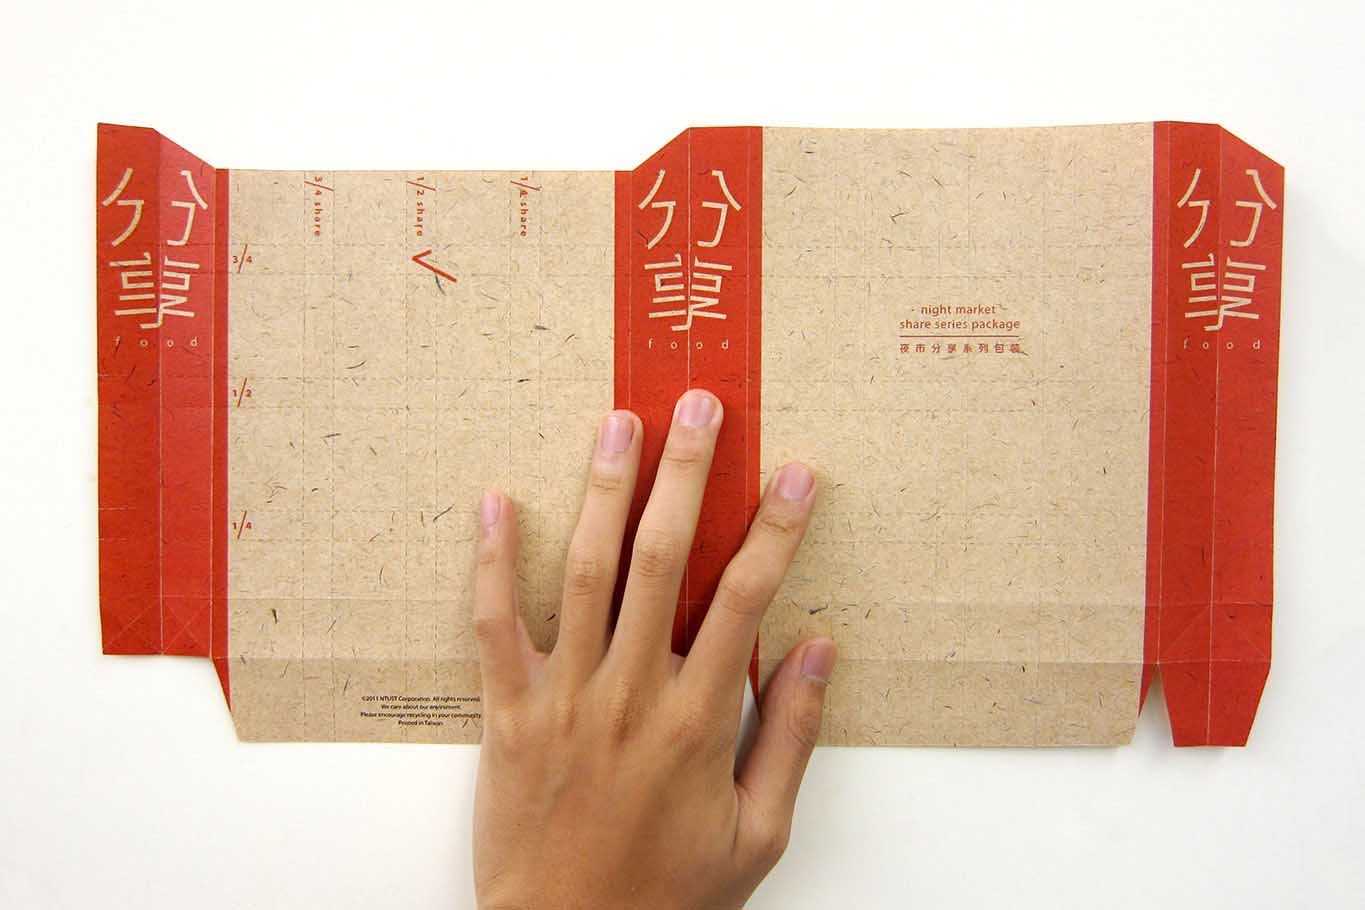 分享
food
3/4 share
1/2 share
1/4 share
3/4
1/2
1/4
©2011 NTUST Corporation. All rights reserved.
We care about our enviroment.
Please encourage recycling in your community.
Printed in Taiwan
分享
food
night market
share series package
夜市分享系列包裝
分享
food